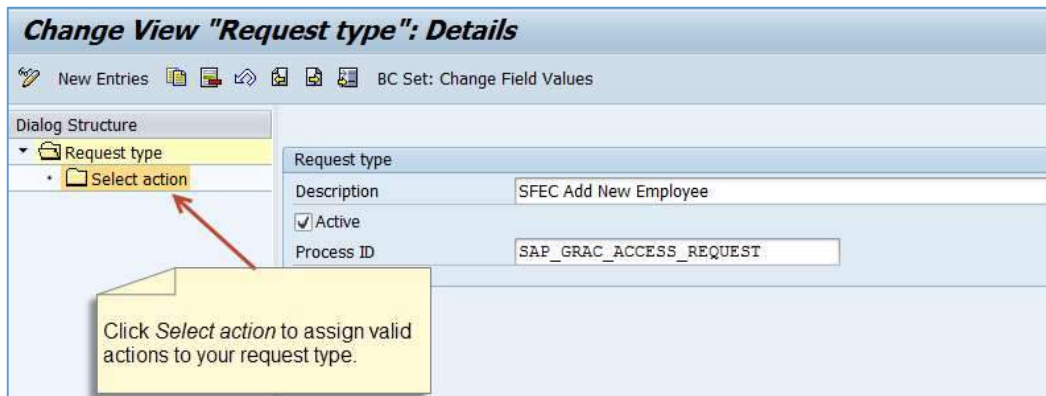 Change View "Request type": Details
New Entries BC Set: Change Field Values
Dialog Structure
Request type
Select action
Request type
Description SFEC Add New Employee
Active
Process ID SAP_GRAC_ACCESS_REQUEST
Click Select action to assign valid
actions to your request type.